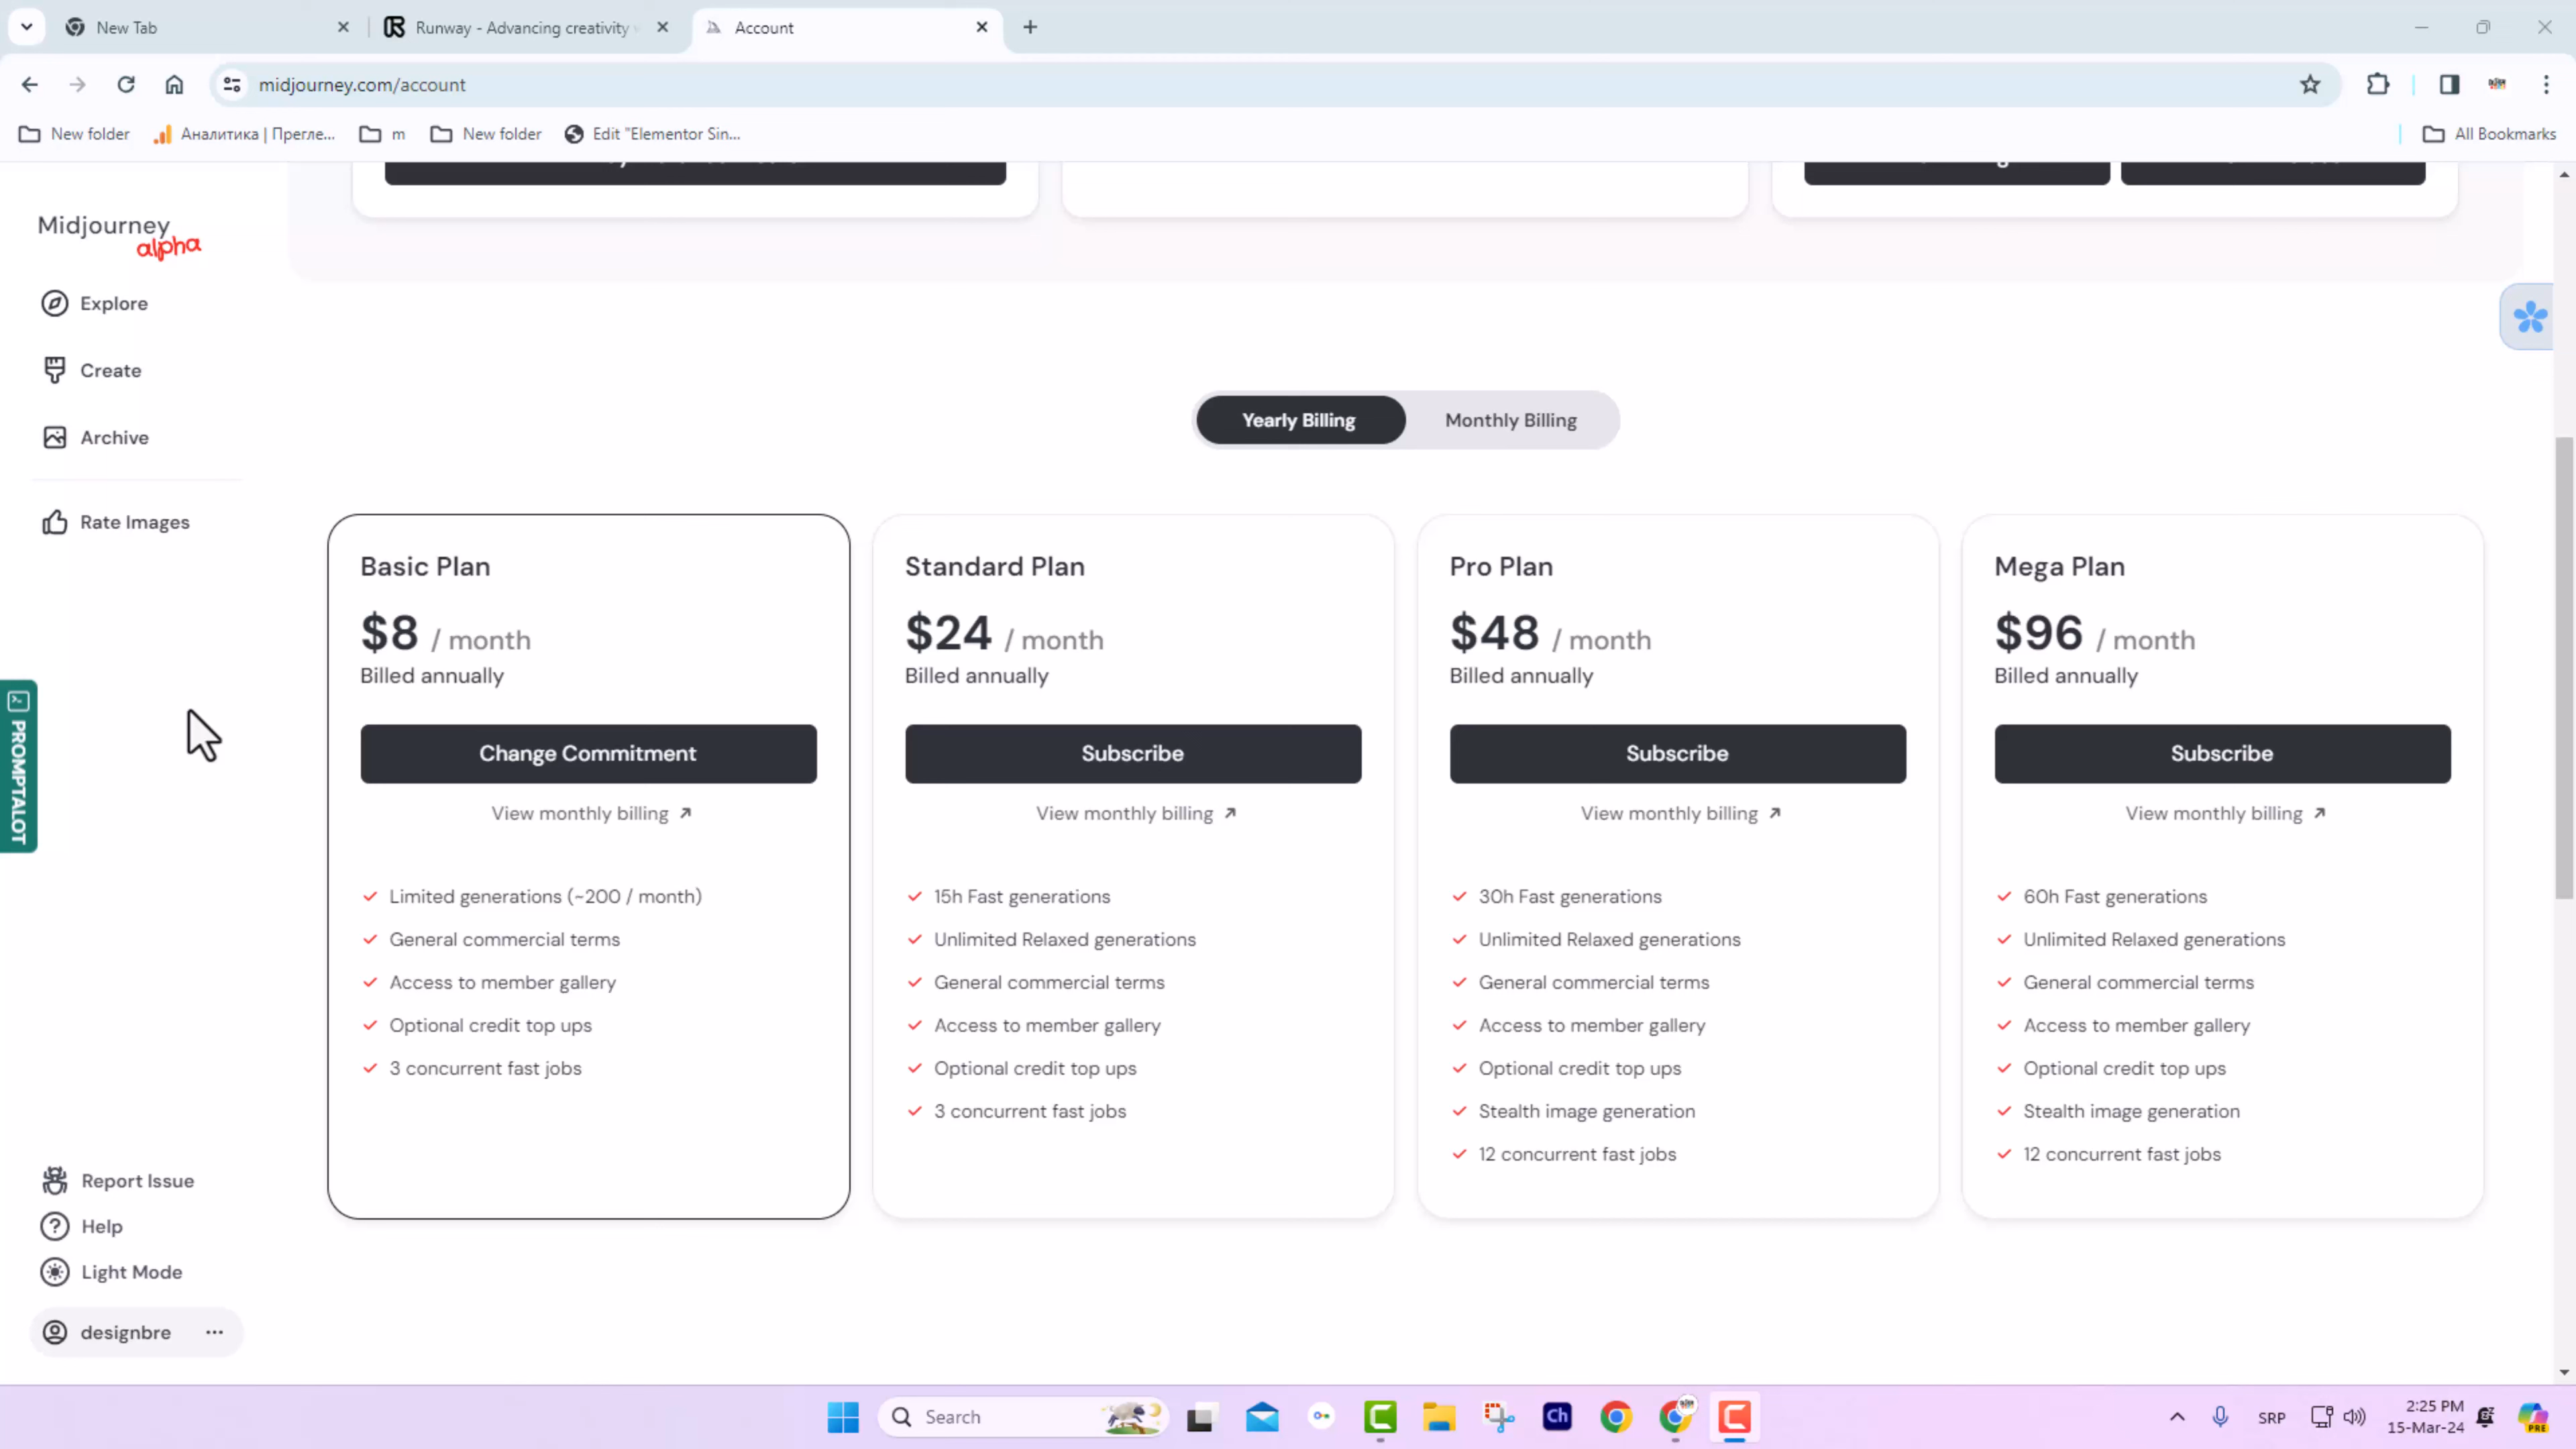 New Tab
Runway - Advancing creativity
Account
midjourney.com/account
New folder
Аналитика | Прегле...
m
New folder
Edit "Elementor Sin...
All Bookmarks
Midjourney
alpha
Explore
Create
Archive
Rate Images
PROMPTALOT
Yearly Billing
Monthly Billing
Basic Plan
$8 / month
Billed annually
Change Commitment
View monthly billing
Limited generations (~200 / month)
General commercial terms
Access to member gallery
Optional credit top ups
3 concurrent fast jobs
Standard Plan
$24 / month
Billed annually
Subscribe
View monthly billing
15h Fast generations
Unlimited Relaxed generations
General commercial terms
Access to member gallery
Optional credit top ups
3 concurrent fast jobs
Pro Plan
$48 / month
Billed annually
Subscribe
View monthly billing
30h Fast generations
Unlimited Relaxed generations
General commercial terms
Access to member gallery
Optional credit top ups
Stealth image generation
12 concurrent fast jobs
Mega Plan
$96 / month
Billed annually
Subscribe
View monthly billing
60h Fast generations
Unlimited Relaxed generations
General commercial terms
Access to member gallery
Optional credit top ups
Stealth image generation
12 concurrent fast jobs
Report Issue
Help
Light Mode
designbre
Search
Ch
SRP
2:25 PM
15-Mar-24
PRE